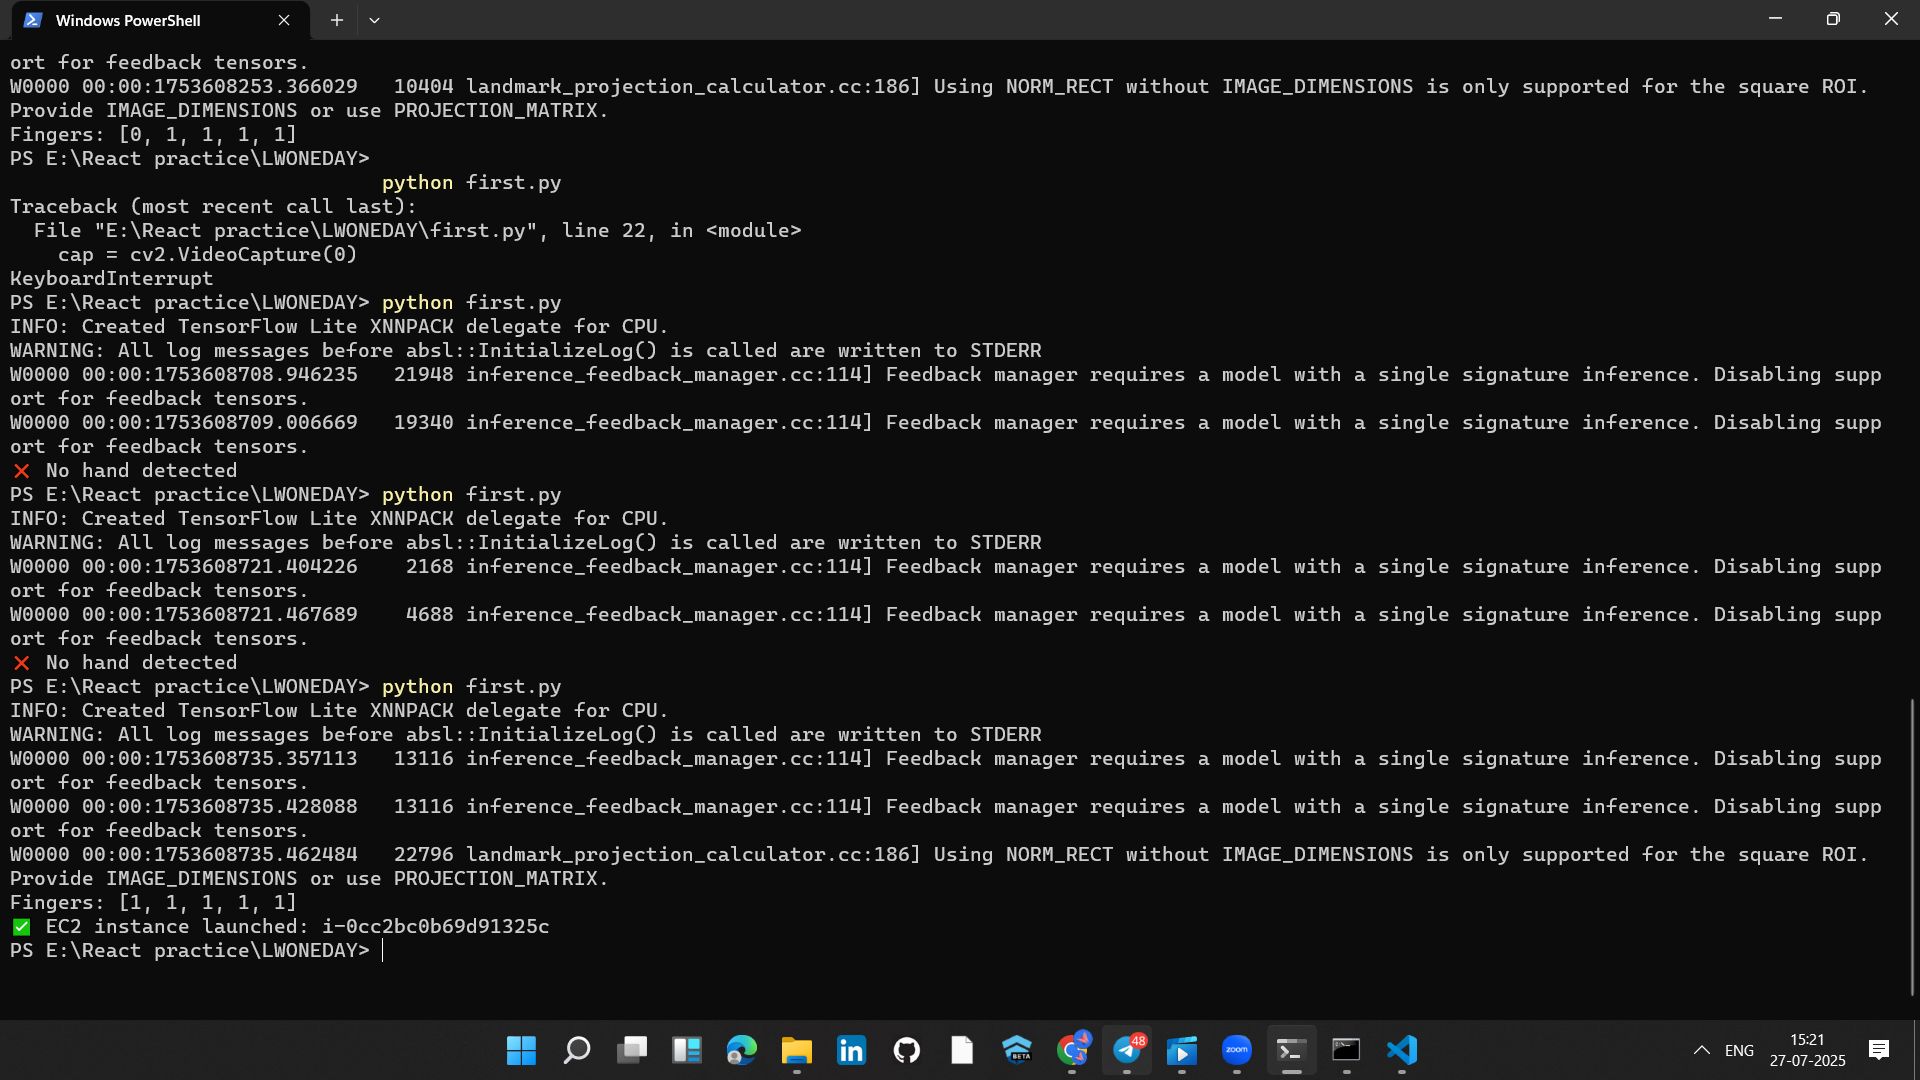 Windows PowerShell
ort for feedback tensors.
W0000 00:00:1753608253.366029   10404 landmark_projection_calculator.cc:186] Using NORM_RECT without IMAGE_DIMENSIONS is only supported for the square ROI.
Provide IMAGE_DIMENSIONS or use PROJECTION_MATRIX.
Fingers: [0, 1, 1, 1, 1]
PS E:\React practice\LWONEDAY>
python first.py
Traceback (most recent call last):
  File "E:\React practice\LWONEDAY\first.py", line 22, in <module>
    cap = cv2.VideoCapture(0)
KeyboardInterrupt
PS E:\React practice\LWONEDAY> python first.py
INFO: Created TensorFlow Lite XNNPACK delegate for CPU.
WARNING: All log messages before absl::InitializeLog() is called are written to STDERR
W0000 00:00:1753608708.946235   21948 inference_feedback_manager.cc:114] Feedback manager requires a model with a single signature inference. Disabling supp
ort for feedback tensors.
W0000 00:00:1753608709.006669   19340 inference_feedback_manager.cc:114] Feedback manager requires a model with a single signature inference. Disabling supp
ort for feedback tensors.
❌ No hand detected
PS E:\React practice\LWONEDAY> python first.py
INFO: Created TensorFlow Lite XNNPACK delegate for CPU.
WARNING: All log messages before absl::InitializeLog() is called are written to STDERR
W0000 00:00:1753608721.404226    2168 inference_feedback_manager.cc:114] Feedback manager requires a model with a single signature inference. Disabling supp
ort for feedback tensors.
W0000 00:00:1753608721.467689    4688 inference_feedback_manager.cc:114] Feedback manager requires a model with a single signature inference. Disabling supp
ort for feedback tensors.
❌ No hand detected
PS E:\React practice\LWONEDAY> python first.py
INFO: Created TensorFlow Lite XNNPACK delegate for CPU.
WARNING: All log messages before absl::InitializeLog() is called are written to STDERR
W0000 00:00:1753608735.357113   13116 inference_feedback_manager.cc:114] Feedback manager requires a model with a single signature inference. Disabling supp
ort for feedback tensors.
W0000 00:00:1753608735.428088   13116 inference_feedback_manager.cc:114] Feedback manager requires a model with a single signature inference. Disabling supp
ort for feedback tensors.
W0000 00:00:1753608735.462484   22796 landmark_projection_calculator.cc:186] Using NORM_RECT without IMAGE_DIMENSIONS is only supported for the square ROI.
Provide IMAGE_DIMENSIONS or use PROJECTION_MATRIX.
Fingers: [1, 1, 1, 1, 1]
✅ EC2 instance launched: i-0cc2bc0b69d91325c
PS E:\React practice\LWONEDAY>
in
BETA
48
zoom
ENG
15:21
27-07-2025